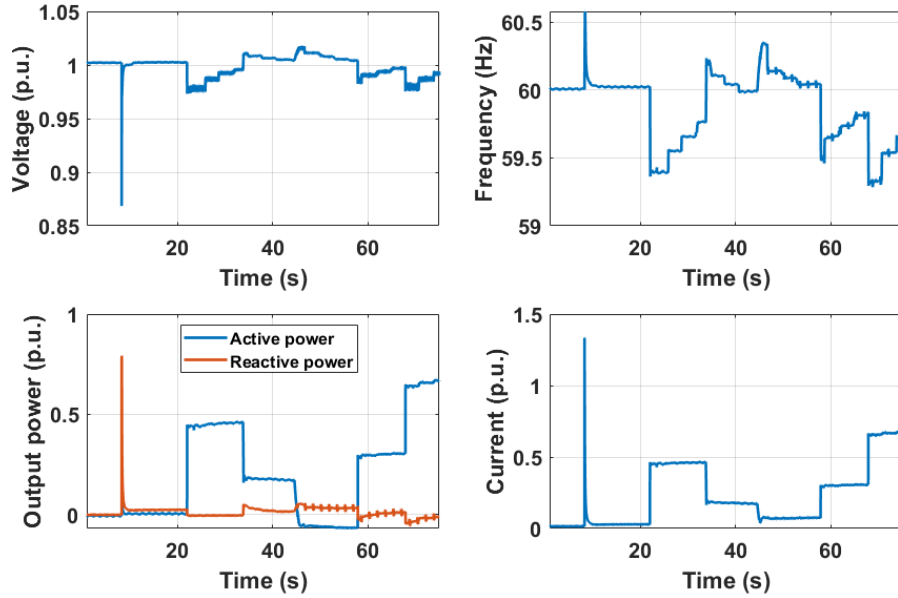 1.05
1
0.95
0.9
0.85
Voltage (p.u.)
20
40
60
Time (s)
60.5
60
59.5
59
Frequency (Hz)
20
40
60
Time (s)
1
0.5
0
Output power (p.u.)
Active power
Reactive power
20
40
60
Time (s)
1.5
1
0.5
0
Current (p.u.)
20
40
60
Time (s)